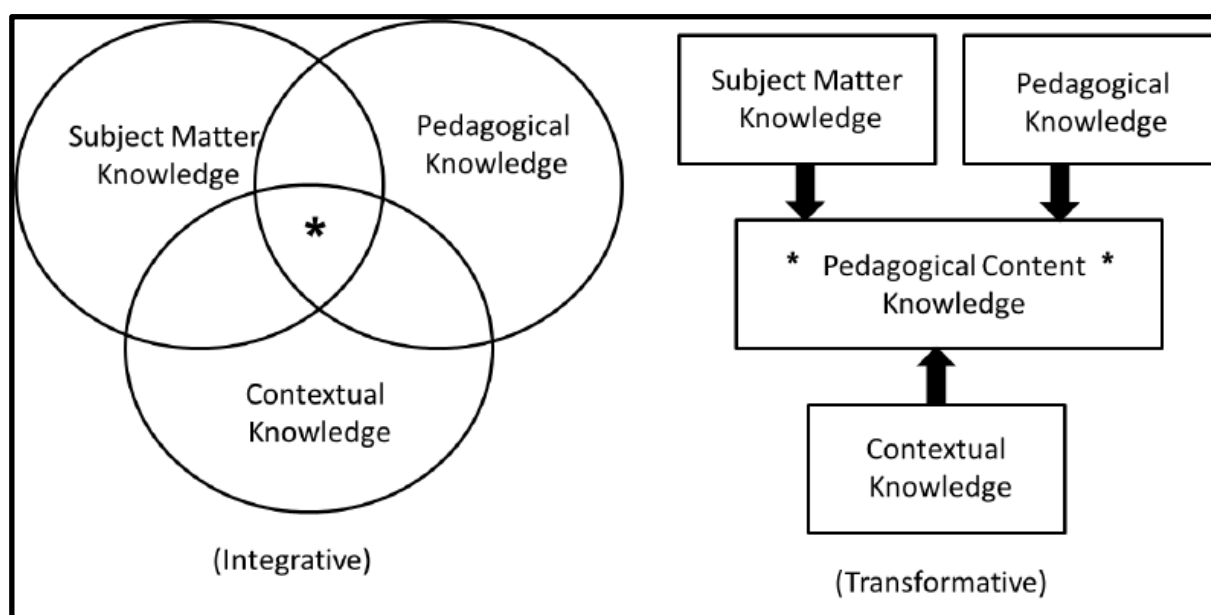 Subject Matter
Knowledge
Pedagogical
Knowledge
*
Contextual
Knowledge
(Integrative)
Subject Matter
Knowledge
Pedagogical
Knowledge
* Pedagogical Content *
Knowledge
Contextual
Knowledge
(Transformative)